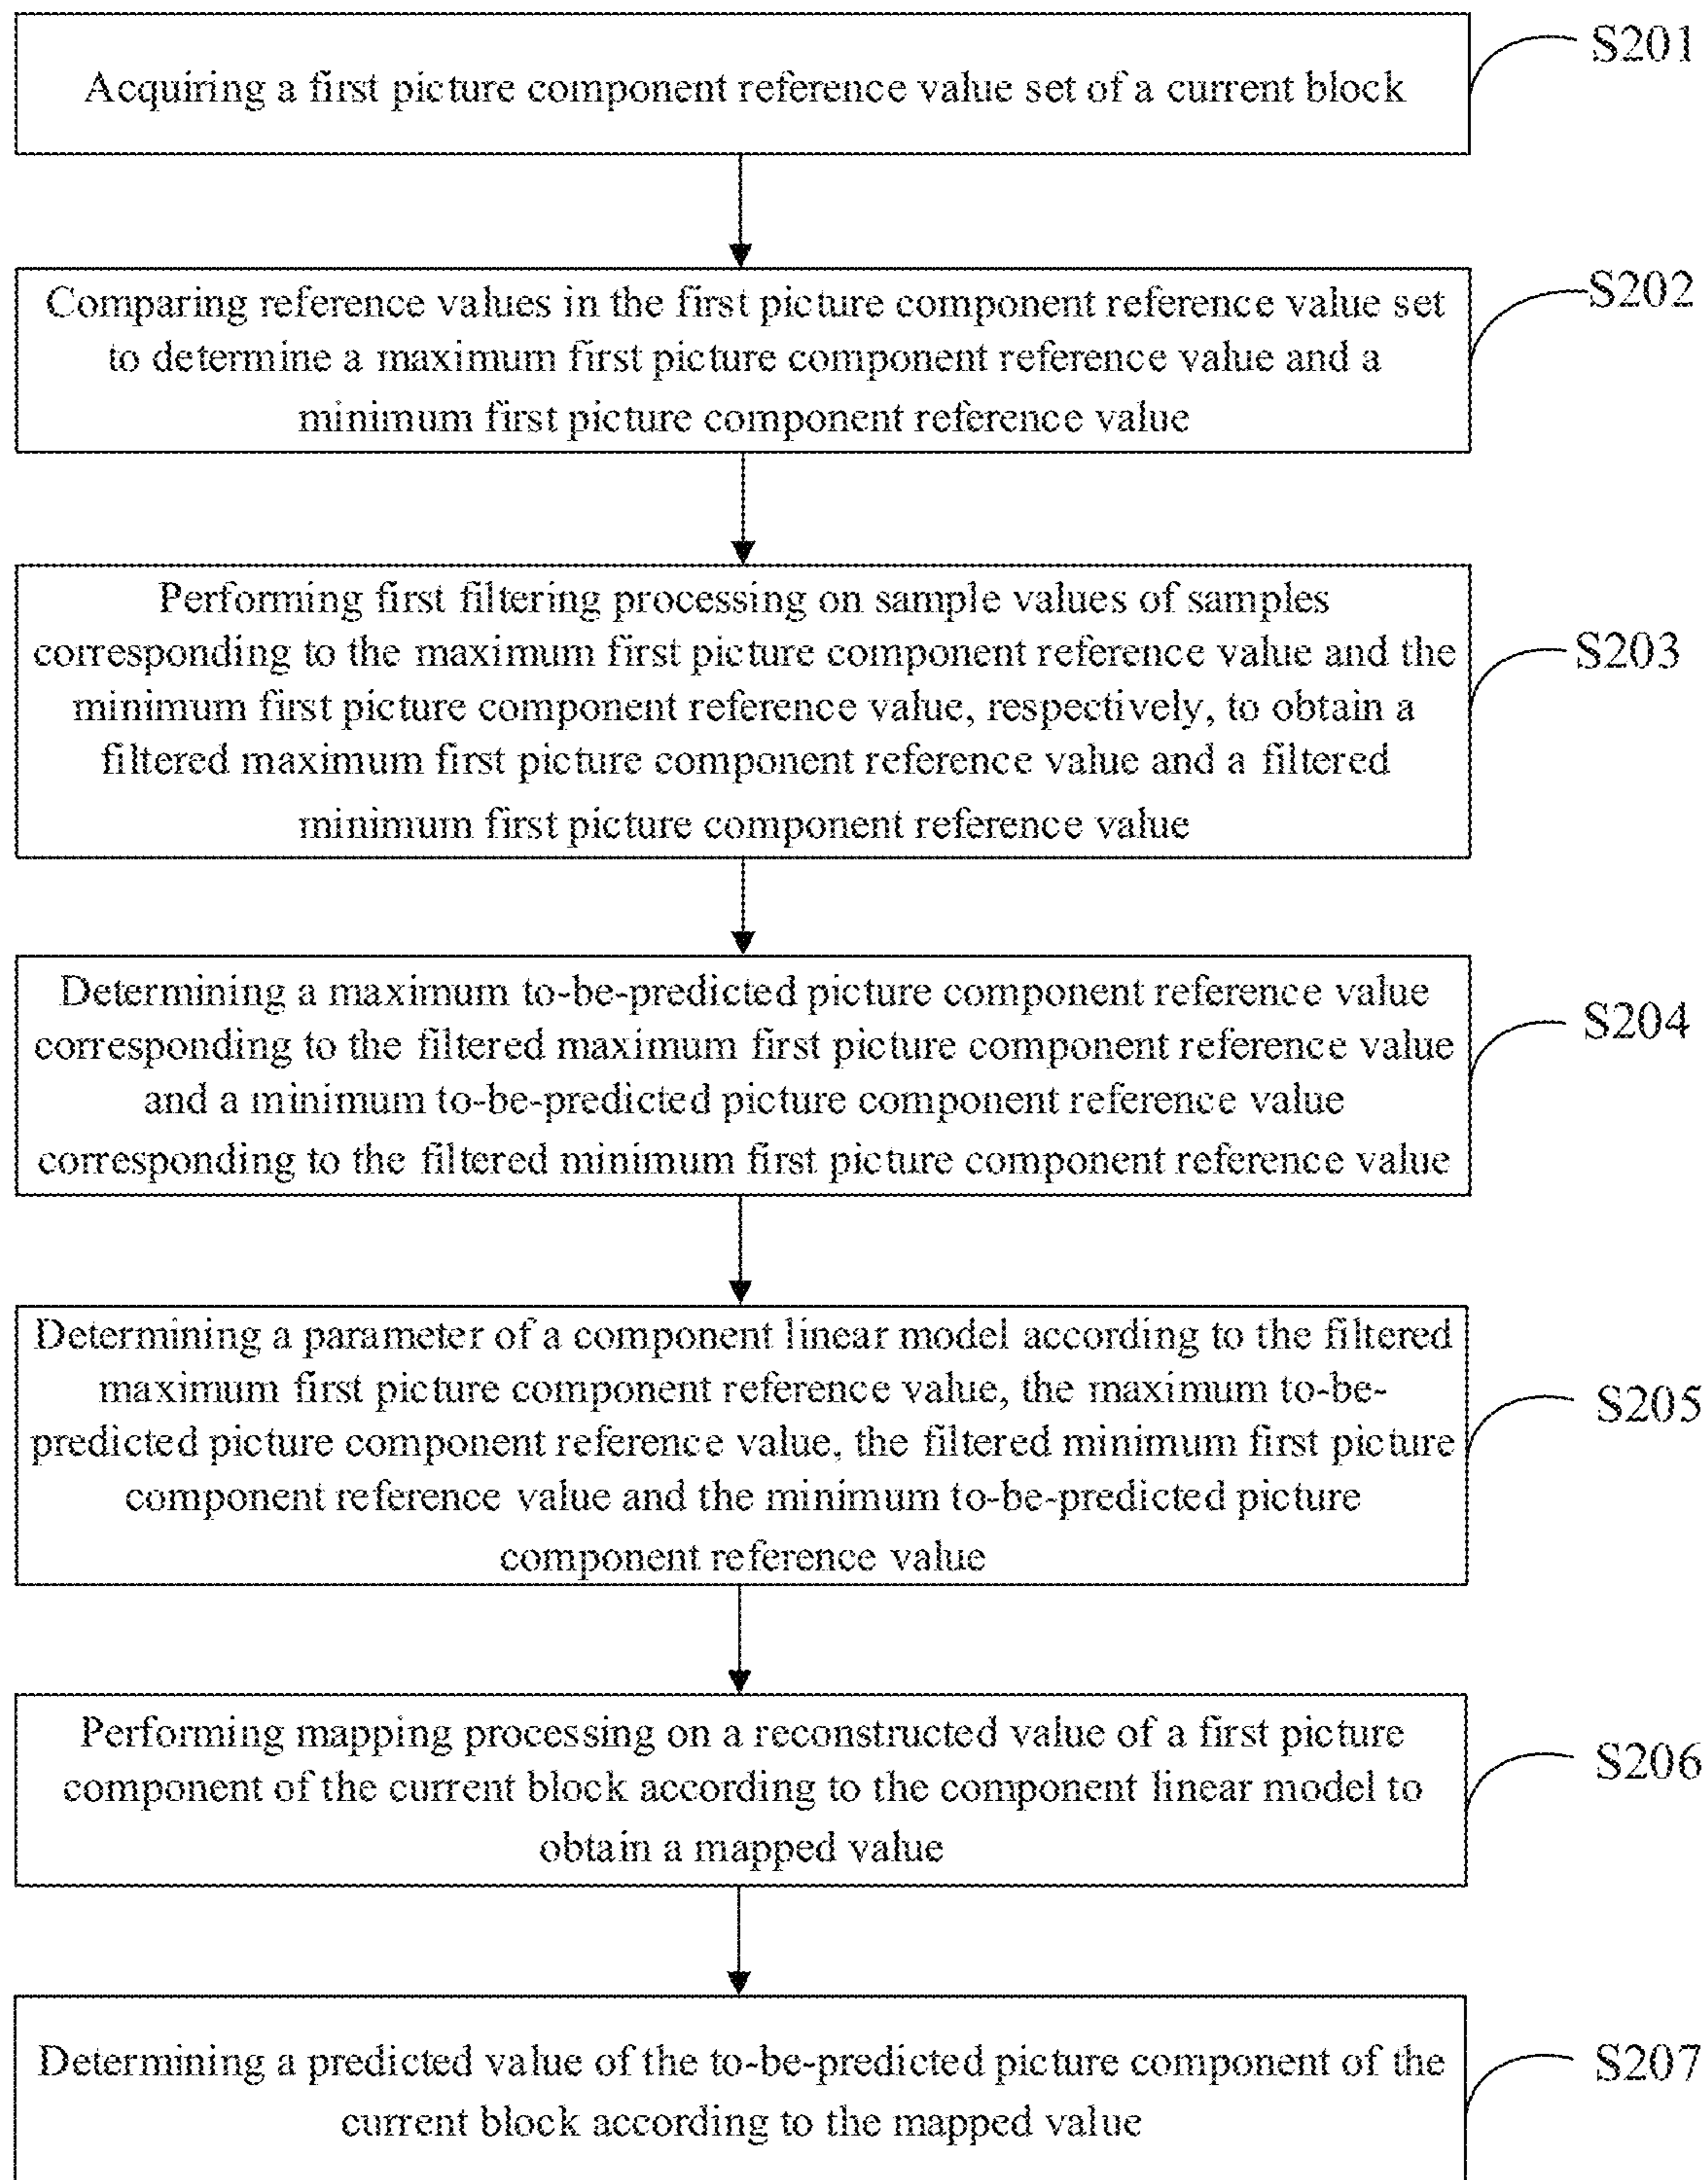 S201
Acquiring a first picture component reference value set of a current block
S202
Comparing reference values in the first picture component reference value set
to determine a maximum first picture component reference value and a
minimum first picture component reference value
S203
Performing first filtering processing on sample values of samples
corresponding to the maximum first picture component reference value and the
minimum first picture component reference value, respectively, to obtain a
filtered maximum first picture component reference value and a filtered
minimum first picture component reference value
S204
Determining a maximum to-be-predicted picture component reference value
corresponding to the filtered maximum first picture component reference value
and a minimum to-be-predicted picture component reference value
corresponding to the filtered minimum first picture component reference value
S205
Determining a parameter of a component linear model according to the filtered
maximum first picture component reference value, the maximum to-be-
predicted picture component reference value, the filtered minimum first picture
component reference value and the minimum to-be-predicted picture
component reference value
S206
Performing mapping processing on a reconstructed value of a first picture
component of the current block according to the component linear model to
obtain a mapped value
S207
Determining a predicted value of the to-be-predicted picture component of the
current block according to the mapped value